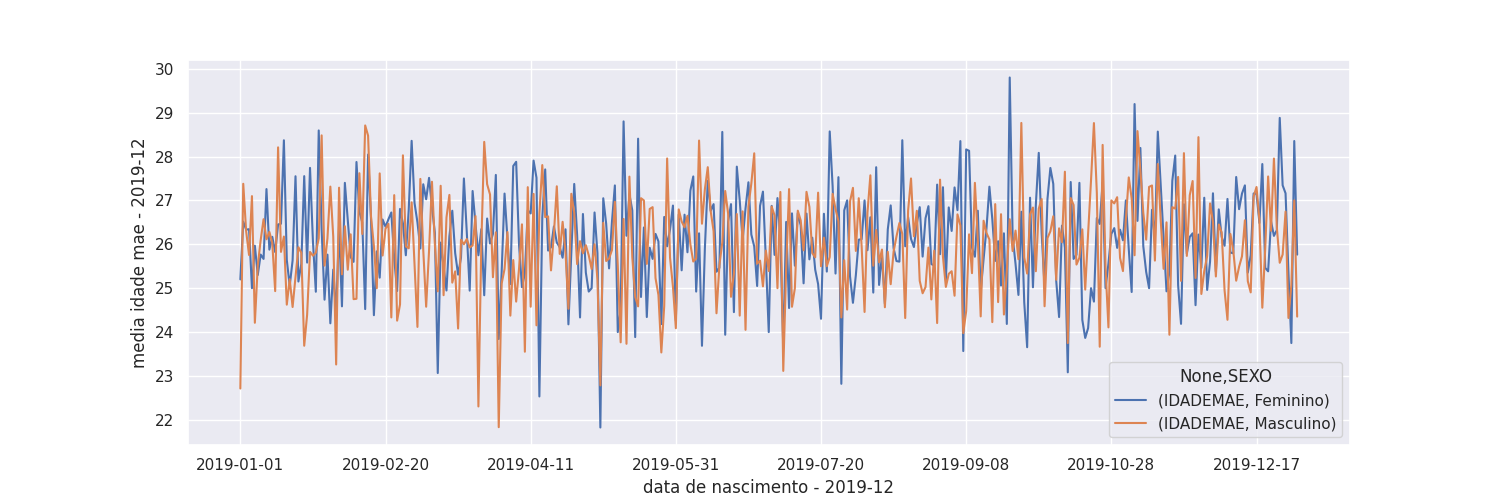 30
29
28
27
26
25
24
23
22
media idade mae - 2019-12
2019-01-01 2019-02-20 2019-04-11 2019-05-31 2019-07-20 2019-09-08 2019-10-28 2019-12-17
data de nascimento - 2019-12
None,SEXO
(IDADEMAE, Feminino)
(IDADEMAE, Masculino)